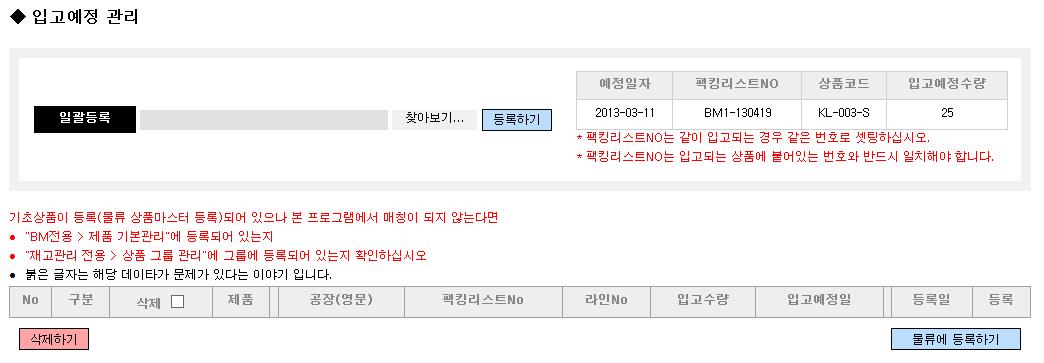 ◆ 입고예정 관리
일괄등록 찾아보기... 등록하기
예정일자 팩킹리스트NO 상품코드 입고예정수량
2013-03-11 BM1-130419 KL-003-S 25
* 팩킹리스트NO는 같이 입고되는 경우 같은 번호로 셋팅하십시오.
* 팩킹리스트NO는 입고되는 상품에 붙어있는 번호와 반드시 일치해야 합니다.
기초상품이 등록(물류 상품마스터 등록)되어 있으나 본 프로그램에서 매칭이 되지 않는다면
● "BM전용 > 제품 기본관리"에 등록되어 있는지
● "재고관리 전용 > 상품 그룹 관리"에 그룹에 등록되어 있는지 확인하십시오
● 붉은 글자는 해당 데이타가 문제가 있다는 이야기 입니다.
No 구분 삭제 제품 공장(영문) 팩킹리스트No 라인No 입고수량 입고예정일 등록일 등록
삭제하기 물류에 등록하기